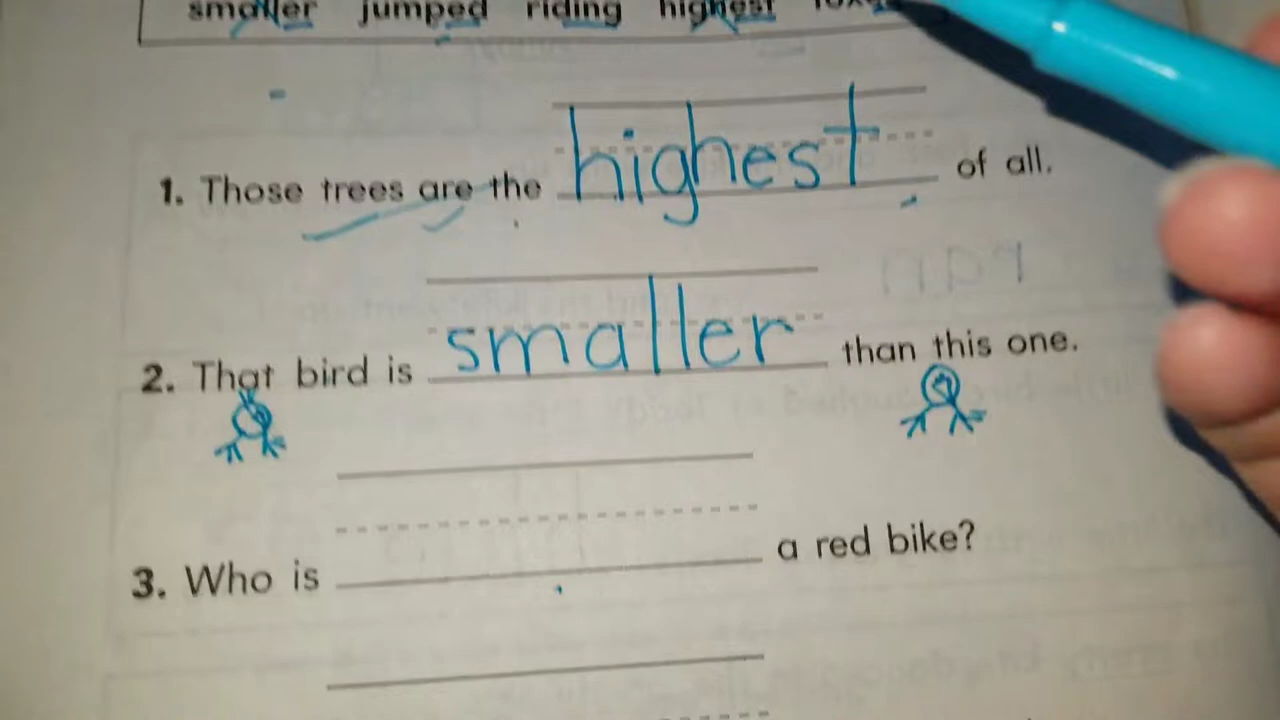 smaller jumped riding highest
1. Those trees are the highest of all.
2. That bird is smaller than this one.
3. Who is a red bike?